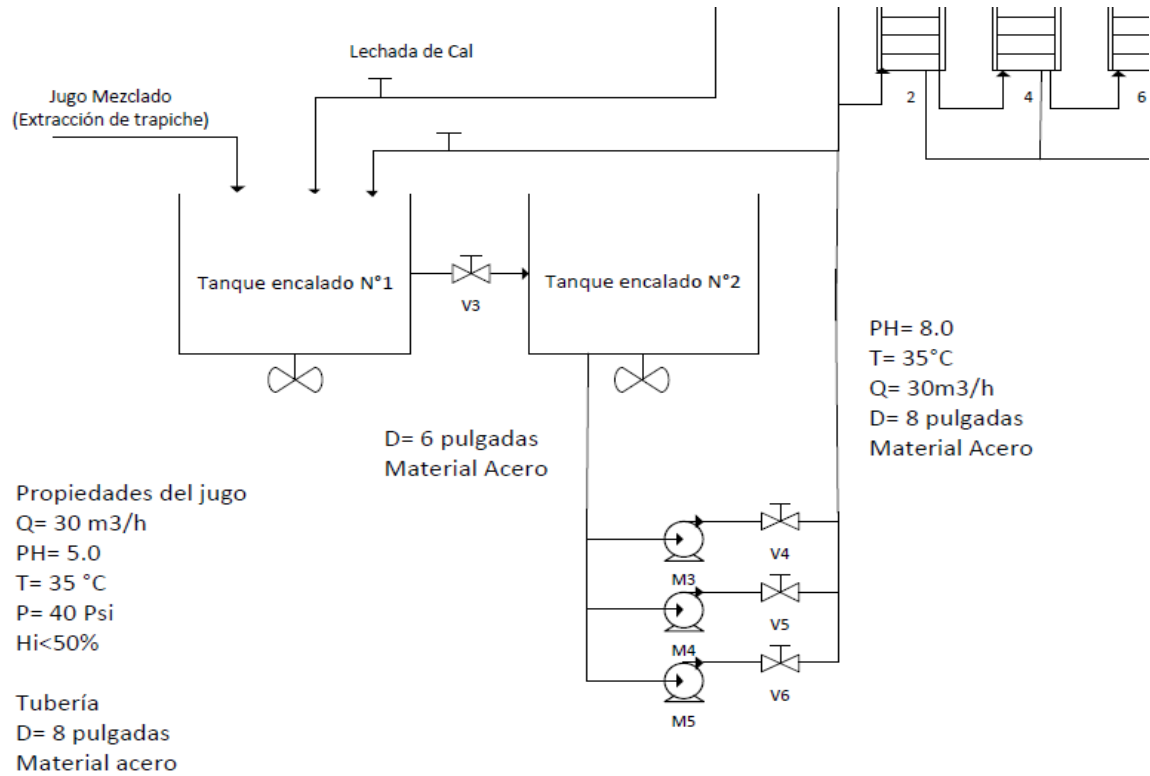 Lechada de Cal
Jugo Mezclado
(Extracción de trapiche)
2
4
6
Tanque encalado N°1
V3
Tanque encalado N°2
PH= 8.0
T= 35°C
Q= 30m3/h
D= 8 pulgadas
Material Acero
D= 6 pulgadas
Material Acero
Propiedades del jugo
Q= 30 m3/h
PH= 5.0
T= 35 °C
P= 40 Psi
Hi<50%
Tubería
D= 8 pulgadas
Material acero
M3
V4
M4
V5
M5
V6